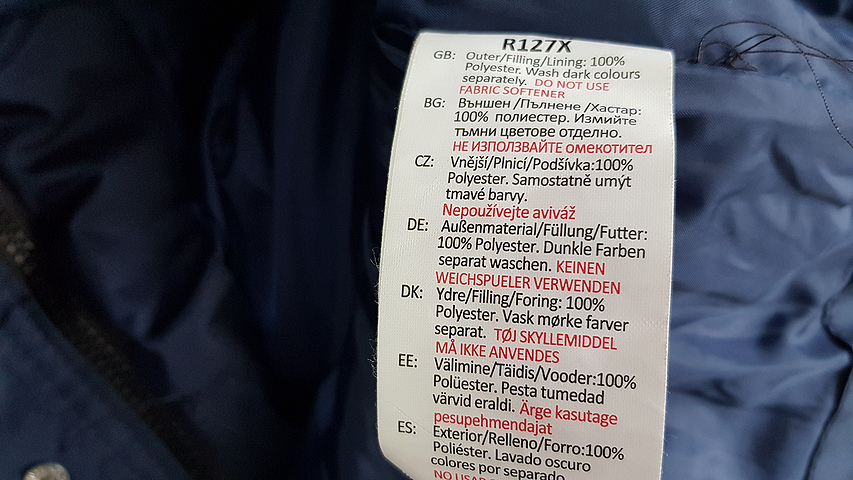 R127X
GB: Outer/Filling/Lining: 100%
Polyester. Wash dark colours
separately. DO NOT USE
FABRIC SOFTENER
BG: Външен /Пълнене /Хастар:
100% полиестер. Измийте
тъмни цветове отделно.
НЕ ИЗПОЛЗВАЙТЕ омекотител
CZ: Vnější/Plnicí/Podšívka:100%
Polyester. Samostatně umýt
tmavé barvy.
Nepoužívejte aviváž
DE: Außenmaterial/Füllung/Futter:
100% Polyester. Dunkle Farben
separat waschen. KEINEN
WEICHSPUELER VERWENDEN
DK: Ydre/Filling/Foring: 100%
Polyester. Vask mørke farver
separat. TØJ SKYLLEMIDDEL
MÅ IKKE ANVENDES
EE: Välimine/Täidis/Vooder:100%
Polüester. Pesta tumedad
värvid eraldi. Ärge kasutage
pesupehmendajat
ES: Exterior/Relleno/Forro:100%
Poliéster. Lavado oscuro
colores por separado
NO USAR